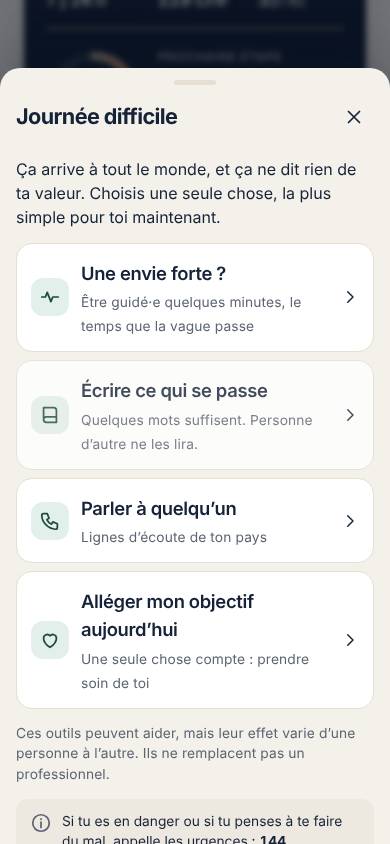 Journée difficile
Ça arrive à tout le monde, et ça ne dit rien de
ta valeur. Choisis une seule chose, la plus
simple pour toi maintenant.
Une envie forte ?
Être guidé·e quelques minutes, le
temps que la vague passe
Écrire ce qui se passe
Quelques mots suffisent. Personne
d’autre ne les lira.
Parler à quelqu’un
Lignes d’écoute de ton pays
Alléger mon objectif
aujourd’hui
Une seule chose compte : prendre
soin de toi
Ces outils peuvent aider, mais leur effet varie d’une
personne à l’autre. Ils ne remplacent pas un
professionnel.
Si tu es en danger ou si tu penses à te faire
du mal, appelle les urgences : 144